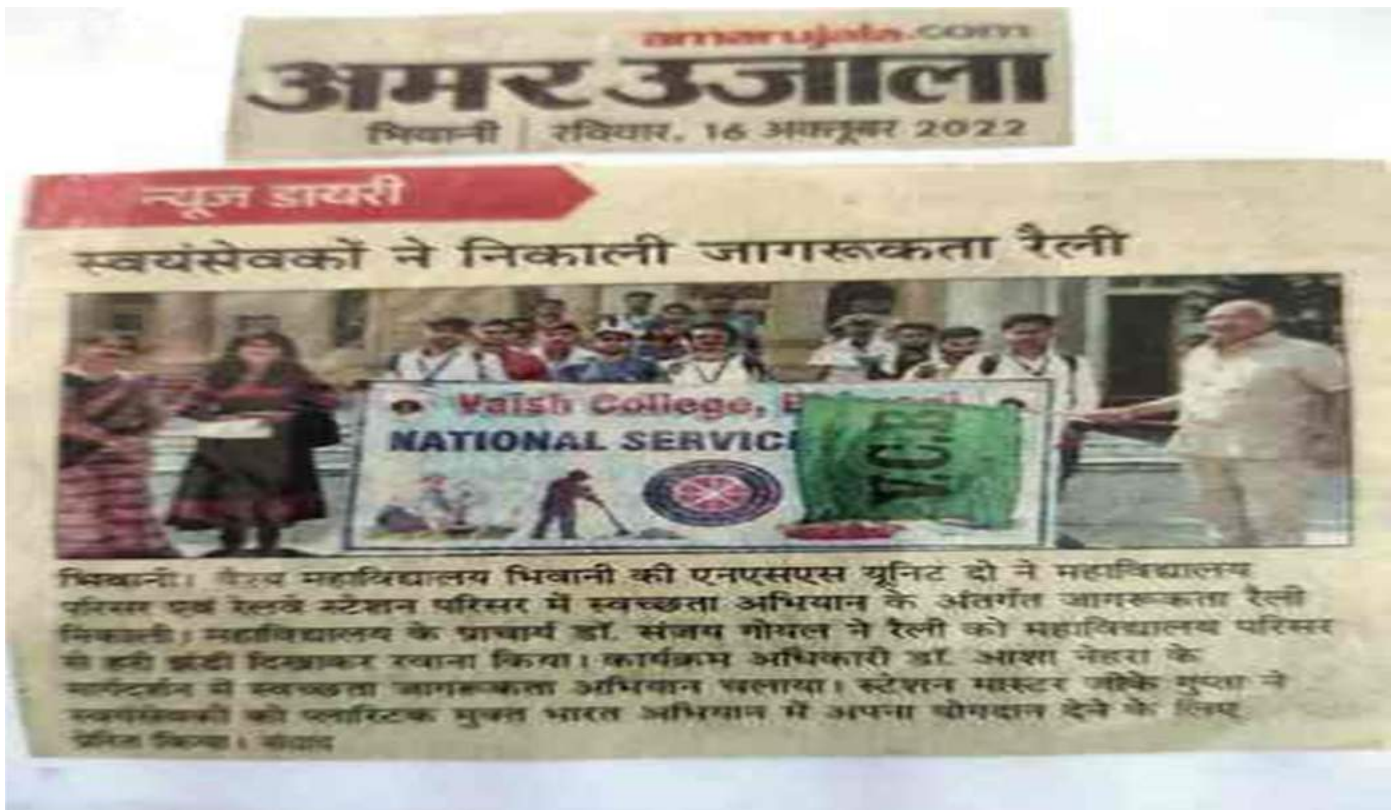 amarujala.com
अमर उजाला
भिवानी | रविवार, 16 अक्तूबर 2022
न्यूज डायरी
स्वयंसेवकों ने निकाली जागरूकता रैली
Vaish College,
NATIONAL SERVIC
V.C.B
भिवानी। वैश्य महाविद्यालय भिवानी की एनएसएस यूनिट दो ने महाविद्यालय
परिसर एवं रेलवे स्टेशन परिसर में स्वच्छता अभियान के अंतर्गत जागरूकता रैली
निकाली। महाविद्यालय के प्राचार्य डॉ. संजय गोयल ने रैली को महाविद्यालय परिसर
से हरी झंडी दिखाकर रवाना किया। कार्यक्रम अधिकारी डॉ. आशा नेहरा के
मार्गदर्शन में स्वच्छता जागरूकता अभियान चलाया। स्टेशन मास्टर जीके गुप्ता ने
स्वयंसेवकों को प्लास्टिक मुक्त भारत अभियान में अपना योगदान देने के लिए
प्रेरित किया। संवाद